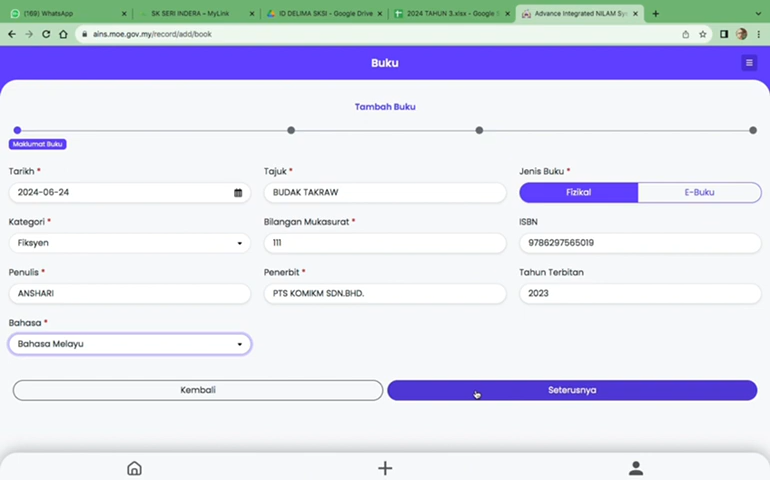 (169) WhatsApp
SK SERI INDERA – MyLink
ID DELIMA SKSI - Google Drive
2024 TAHUN 3.xlsx - Google S
Advance Integrated NILAM Sys
ains.moe.gov.my/record/add/book
Buku
Tambah Buku
Maklumat Buku
Tarikh * Tajuk * Jenis Buku *
2024-06-24 BUDAK TAKRAW Fizikal E-Buku
Kategori * Bilangan Mukasurat * ISBN
Fiksyen 111 9786297565019
Penulis * Penerbit * Tahun Terbitan
ANSHARI PTS KOMIKM SDN.BHD. 2023
Bahasa *
Bahasa Melayu
Kembali Seterusnya